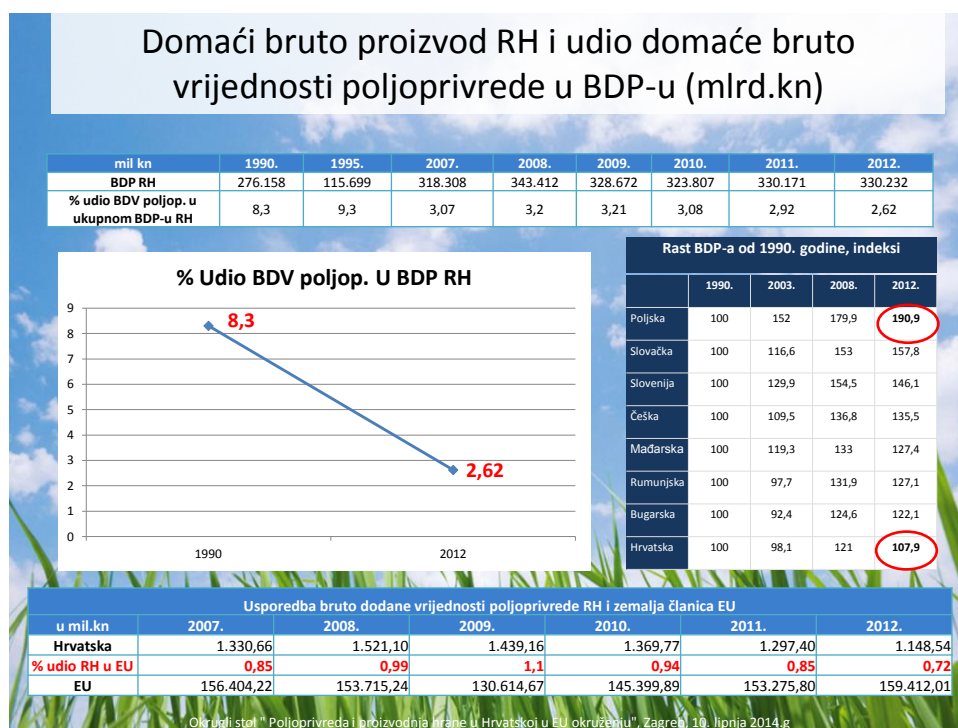 Domaći bruto proizvod RH i udio domaće bruto
vrijednosti poljoprivrede u BDP-u (mlrd.kn)
mil kn 1990. 1995. 2007. 2008. 2009. 2010. 2011. 2012.
BDP RH 276.158 115.699 318.308 343.412 328.672 323.807 330.171 330.232
% udio BDV poljop. u
ukupnom BDP-u RH 8,3 9,3 3,07 3,2 3,21 3,08 2,92 2,62
% Udio BDV poljop. U BDP RH
9
8
7
6
5
4
3
2
1
0
8,3
2,62
1990 2012
Rast BDP-a od 1990. godine, indeksi
1990. 2003. 2008. 2012.
Poljska 100 152 179,9 190,9
Slovačka 100 116,6 153 157,8
Slovenija 100 129,9 154,5 146,1
Češka 100 109,5 136,8 135,5
Mađarska 100 119,3 133 127,4
Rumunjska 100 97,7 131,9 127,1
Bugarska 100 92,4 124,6 122,1
Hrvatska 100 98,1 121 107,9
Usporedba bruto dodane vrijednosti poljoprivrede RH i zemalja članica EU
u mil.kn 2007. 2008. 2009. 2010. 2011. 2012.
Hrvatska 1.330,66 1.521,10 1.439,16 1.369,77 1.297,40 1.148,54
% udio RH u EU 0,85 0,99 1,1 0,94 0,85 0,72
EU 156.404,22 153.715,24 130.614,67 145.399,89 153.275,80 159.412,01
Okrugli stol " Poljoprivreda i proizvodnja hrane u Hrvatskoj u EU okruženju", Zagreb, 10. lipnja 2014.g